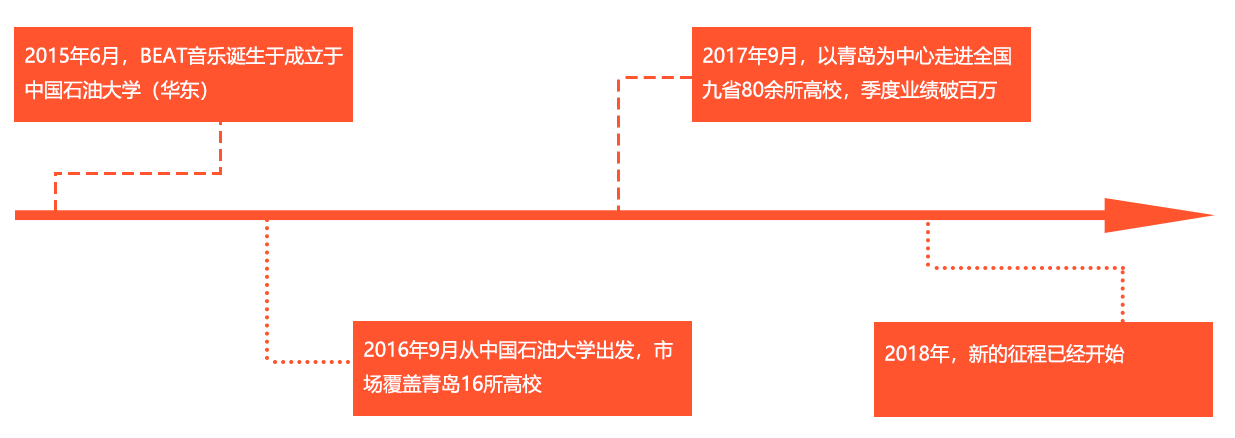 2015年6月，BEAT音乐诞生于成立于
中国石油大学（华东）
2017年9月，以青岛为中心走进全国
九省80余所高校，季度业绩破百万
2016年9月从中国石油大学出发，市
场覆盖青岛16所高校
2018年，新的征程已经开始